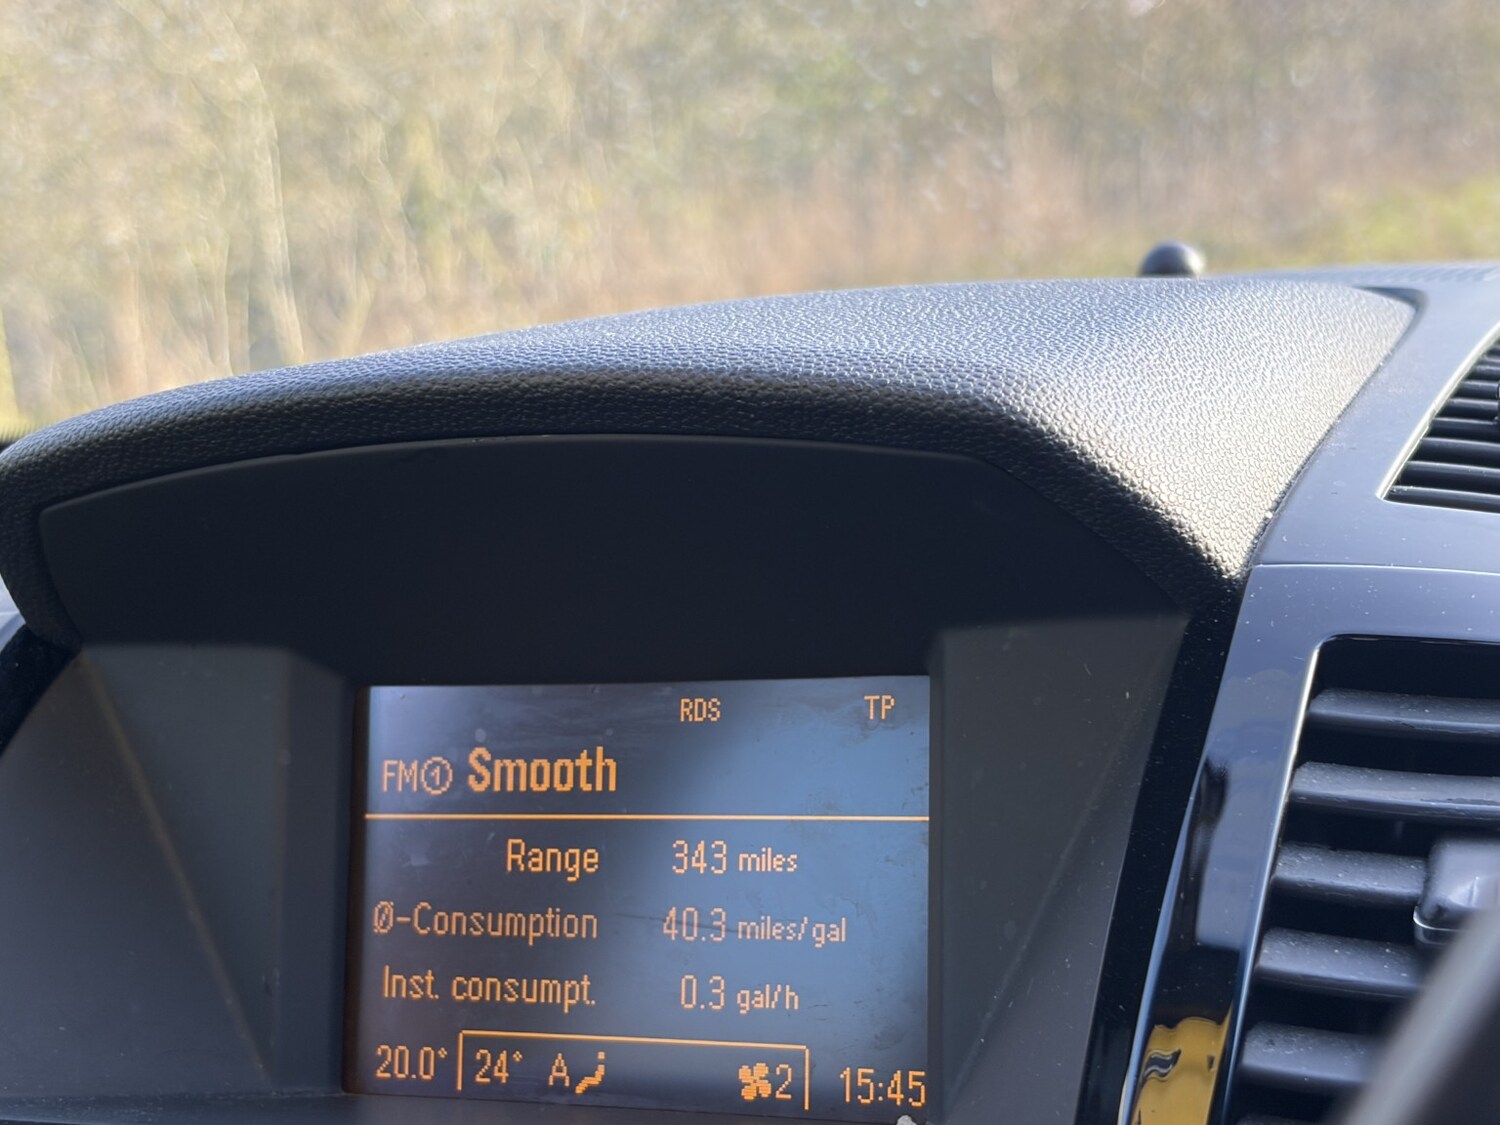 RDS TP
FM① Smooth
Range 343 miles
Ø-Consumption 40.3 miles/gal
Inst. consumpt. 0.3 gal/h
20.0° 24° A 2 15:45